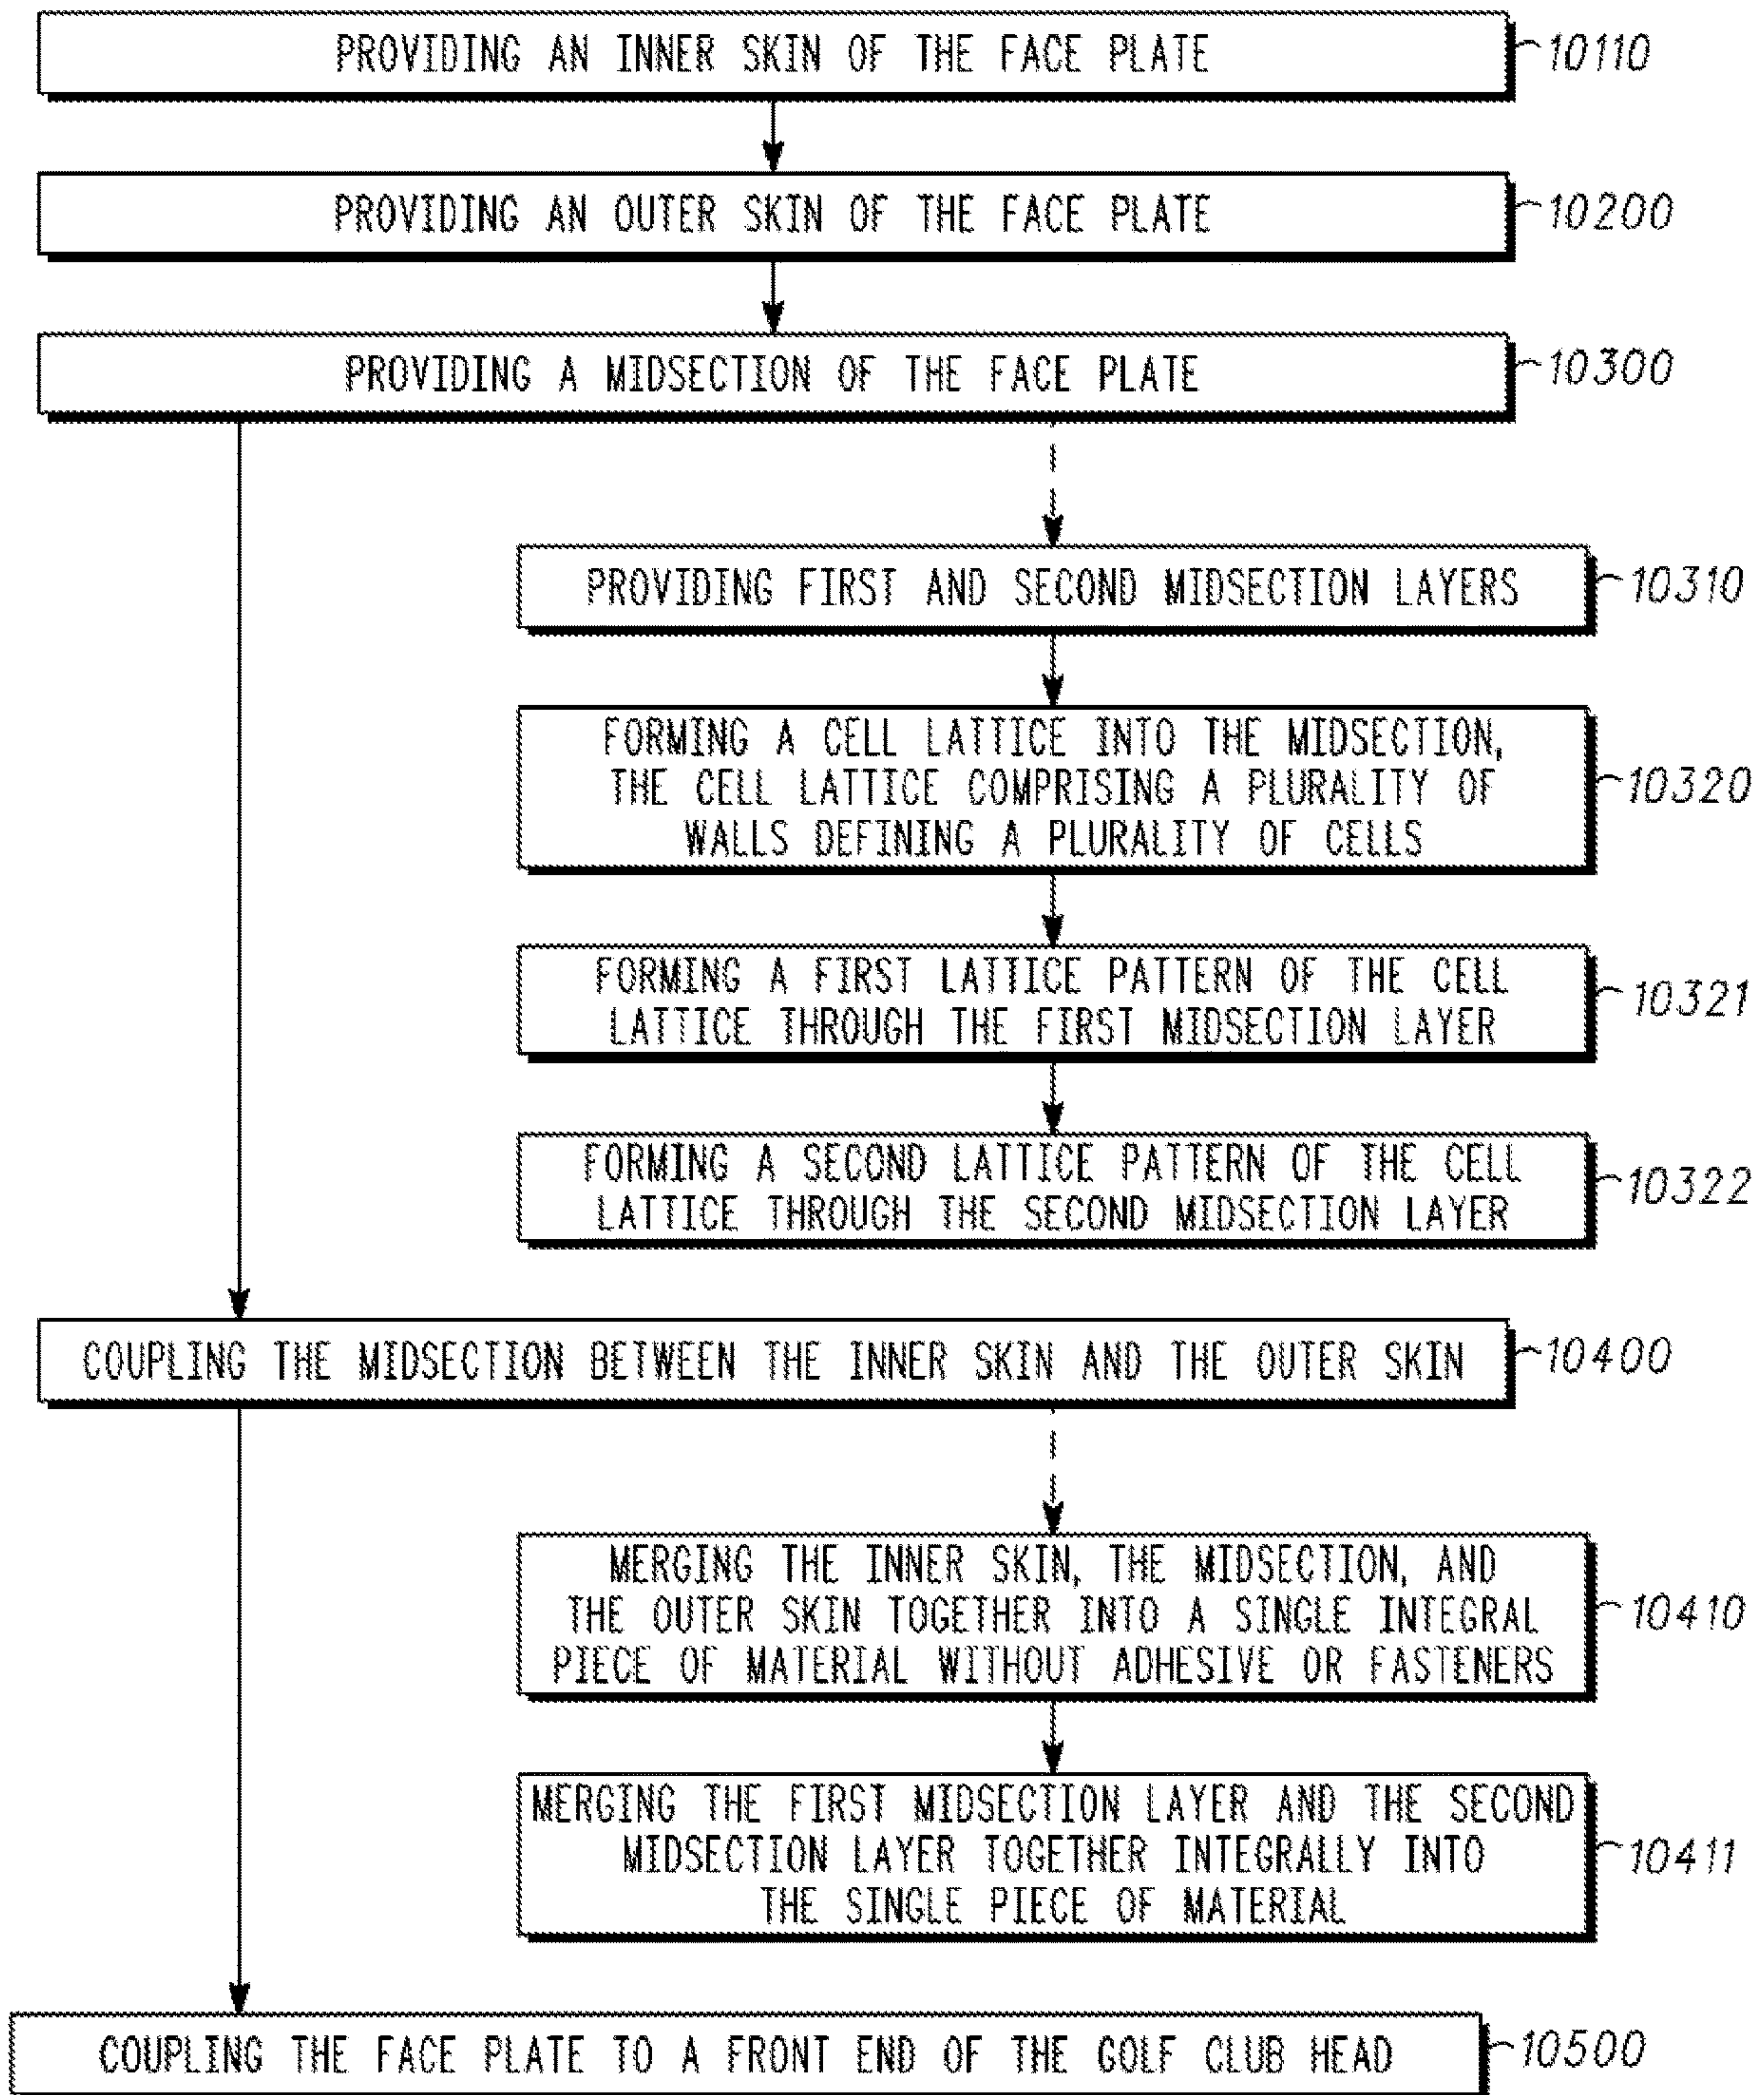 PROVIDING AN INNER SKIN OF THE FACE PLATE
10110
PROVIDING AN OUTER SKIN OF THE FACE PLATE
10200
PROVIDING A MIDSECTION OF THE FACE PLATE
10300
PROVIDING FIRST AND SECOND MIDSECTION LAYERS
10310
FORMING A CELL LATTICE INTO THE MIDSECTION,
THE CELL LATTICE COMPRISING A PLURALITY OF
WALLS DEFINING A PLURALITY OF CELLS
10320
FORMING A FIRST LATTICE PATTERN OF THE CELL
LATTICE THROUGH THE FIRST MIDSECTION LAYER
10321
FORMING A SECOND LATTICE PATTERN OF THE CELL
LATTICE THROUGH THE SECOND MIDSECTION LAYER
10322
COUPLING THE MIDSECTION BETWEEN THE INNER SKIN AND THE OUTER SKIN
10400
MERGING THE INNER SKIN, THE MIDSECTION, AND
THE OUTER SKIN TOGETHER INTO A SINGLE INTEGRAL
PIECE OF MATERIAL WITHOUT ADHESIVE OR FASTENERS
10410
MERGING THE FIRST MIDSECTION LAYER AND THE SECOND
MIDSECTION LAYER TOGETHER INTEGRALLY INTO
THE SINGLE PIECE OF MATERIAL
10411
COUPLING THE FACE PLATE TO A FRONT END OF THE GOLF CLUB HEAD
10500